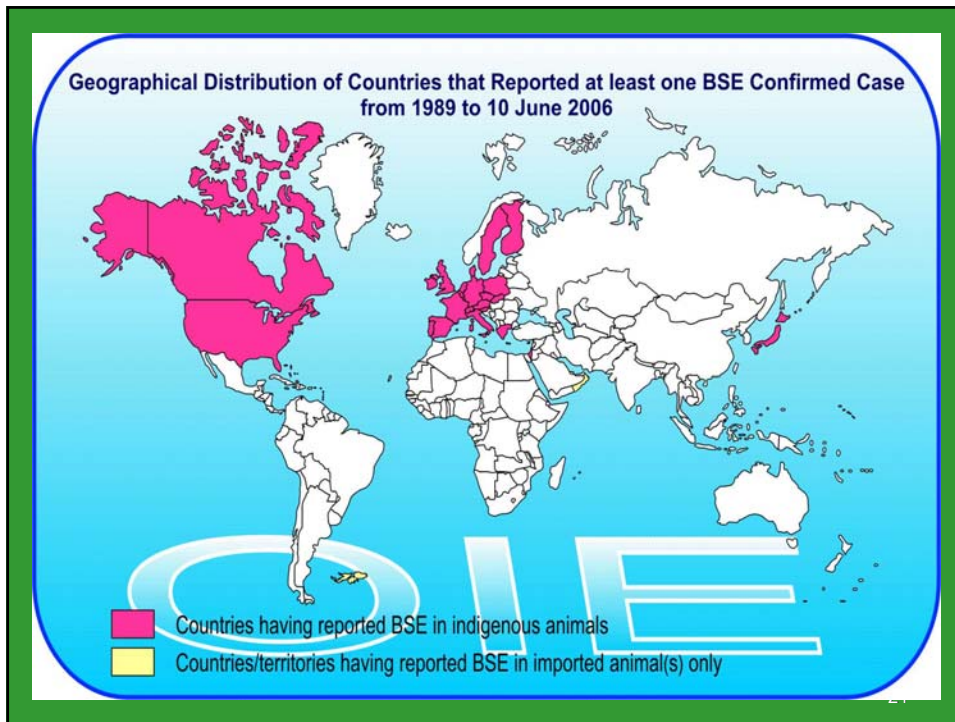 Geographical Distribution of Countries that Reported at least one BSE Confirmed Case
from 1989 to 10 June 2006
OIE
Countries having reported BSE in indigenous animals
Countries/territories having reported BSE in imported animal(s) only